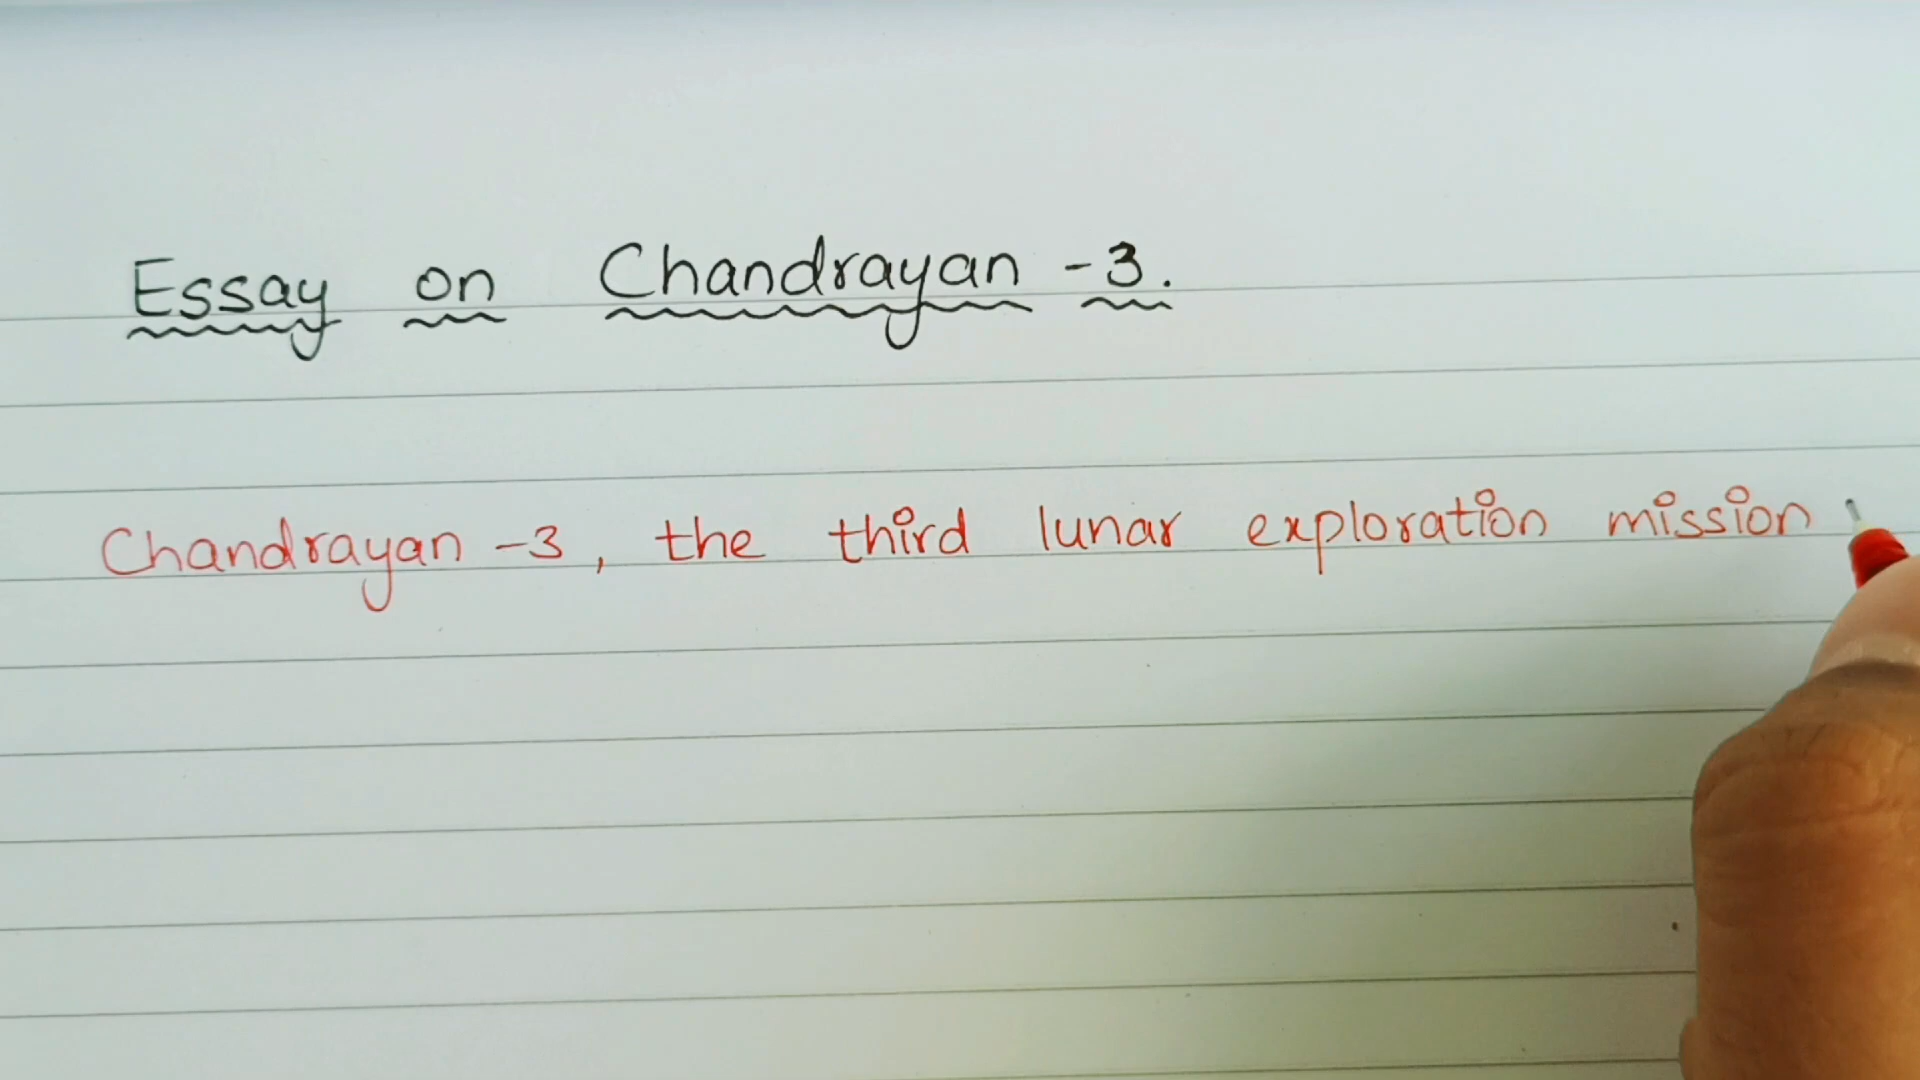 Essay on Chandrayan -3.
Chandrayan -3, the third lunar exploration mission